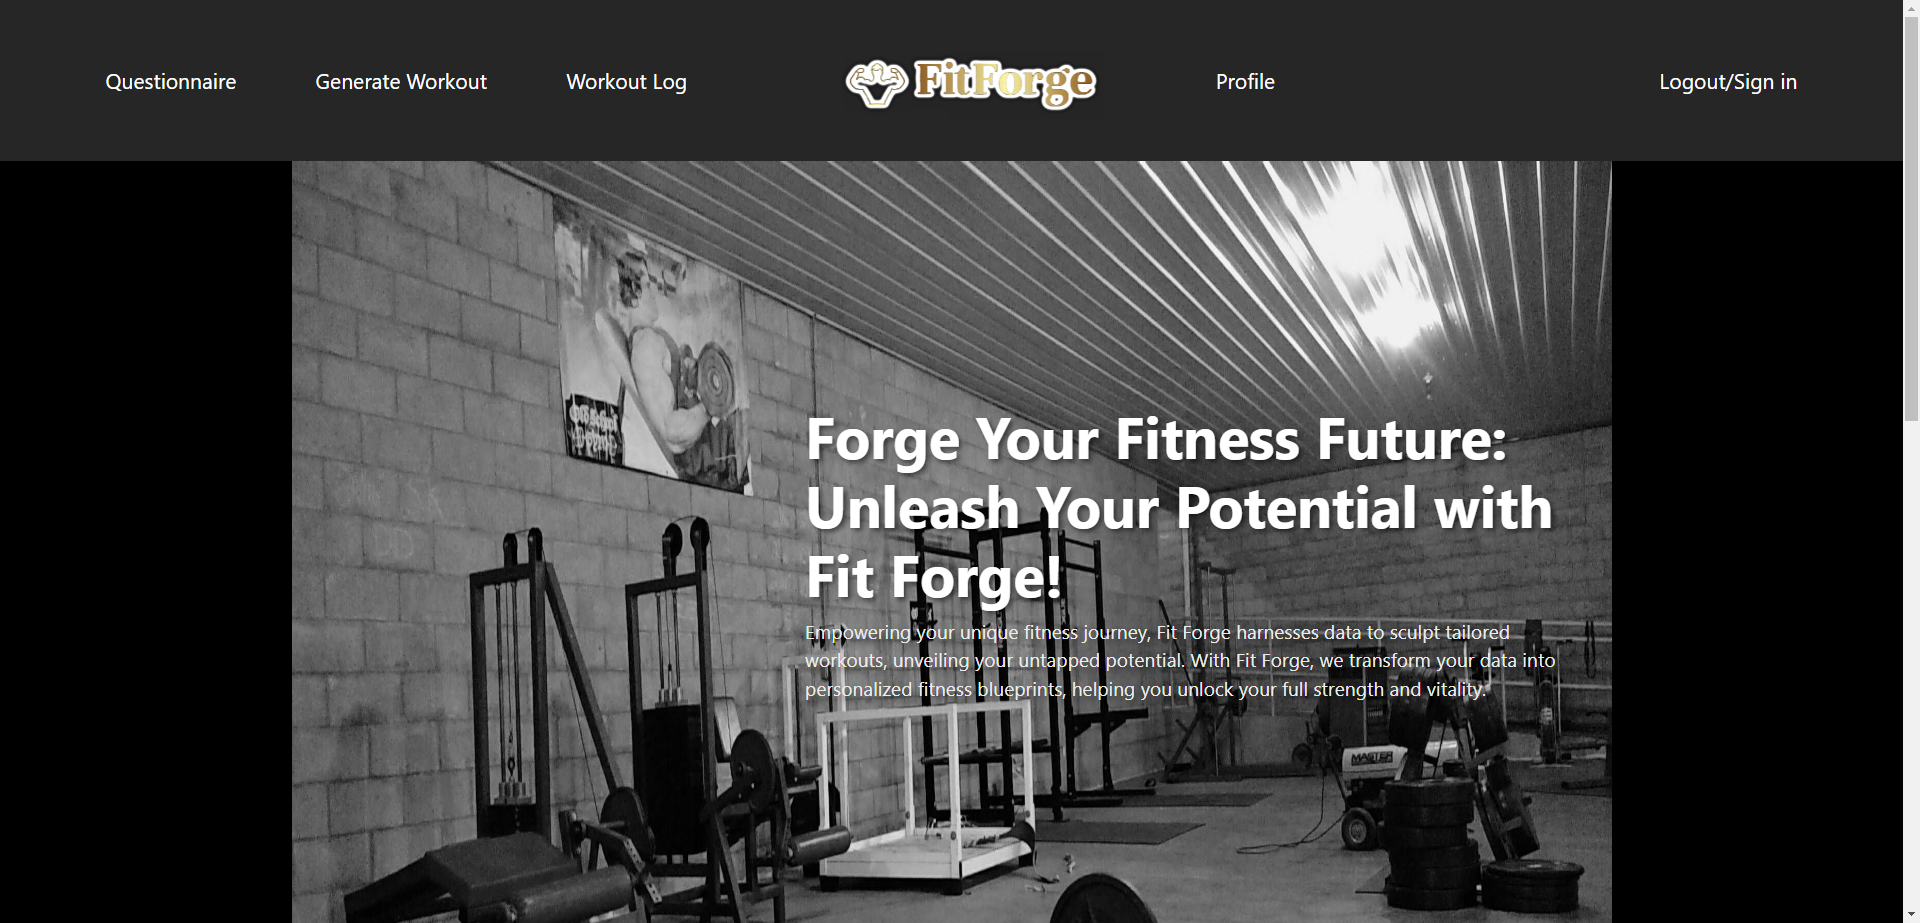 Questionnaire
Generate Workout
Workout Log
FitForge
Profile
Logout/Sign in
Forge Your Fitness Future:
Unleash Your Potential with
Fit Forge!
Empowering your unique fitness journey, Fit Forge harnesses data to sculpt tailored
workouts, unveiling your untapped potential. With Fit Forge, we transform your data into
personalized fitness blueprints, helping you unlock your full strength and vitality.
MASTER